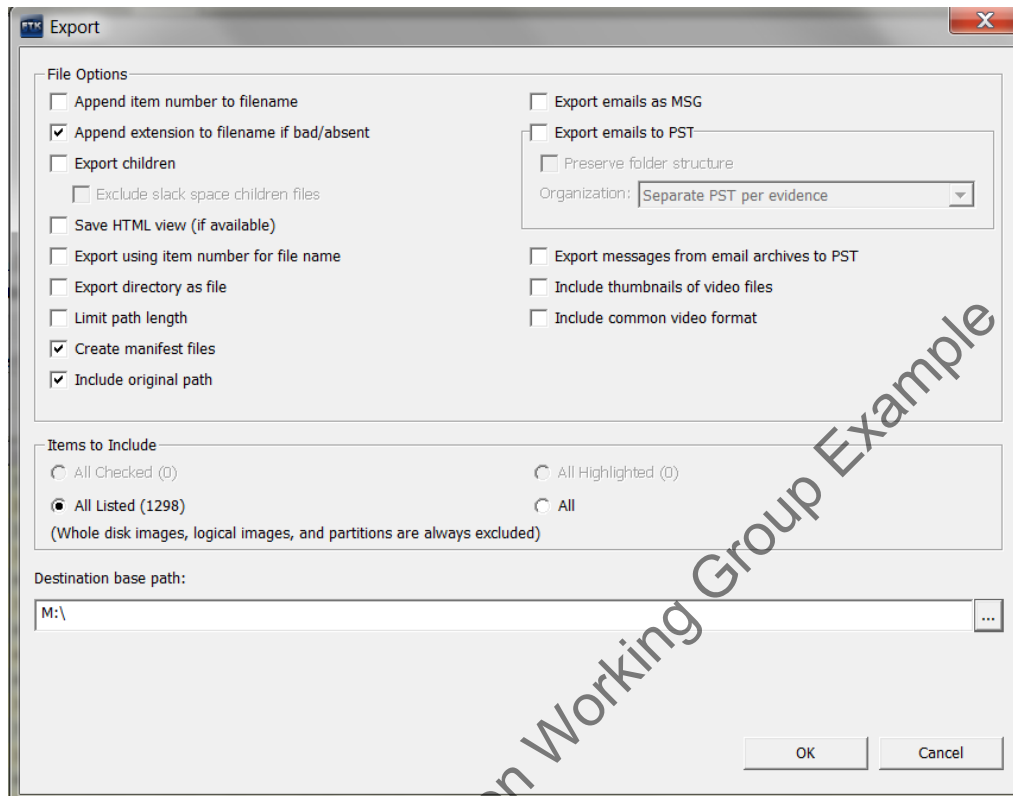 FTK Export X
File Options
Append item number to filename
Append extension to filename if bad/absent
Export children
Exclude slack space children files
Save HTML view (if available)
Export using item number for file name
Export directory as file
Limit path length
Create manifest files
Include original path
Export emails as MSG
Export emails to PST
Preserve folder structure
Organization: Separate PST per evidence
Export messages from email archives to PST
Include thumbnails of video files
Include common video format
Items to Include
All Checked (0)
All Highlighted (0)
All Listed (1298)
All
(Whole disk images, logical images, and partitions are always excluded)
Destination base path:
M:\
...
OK
Cancel
on Working Group Example